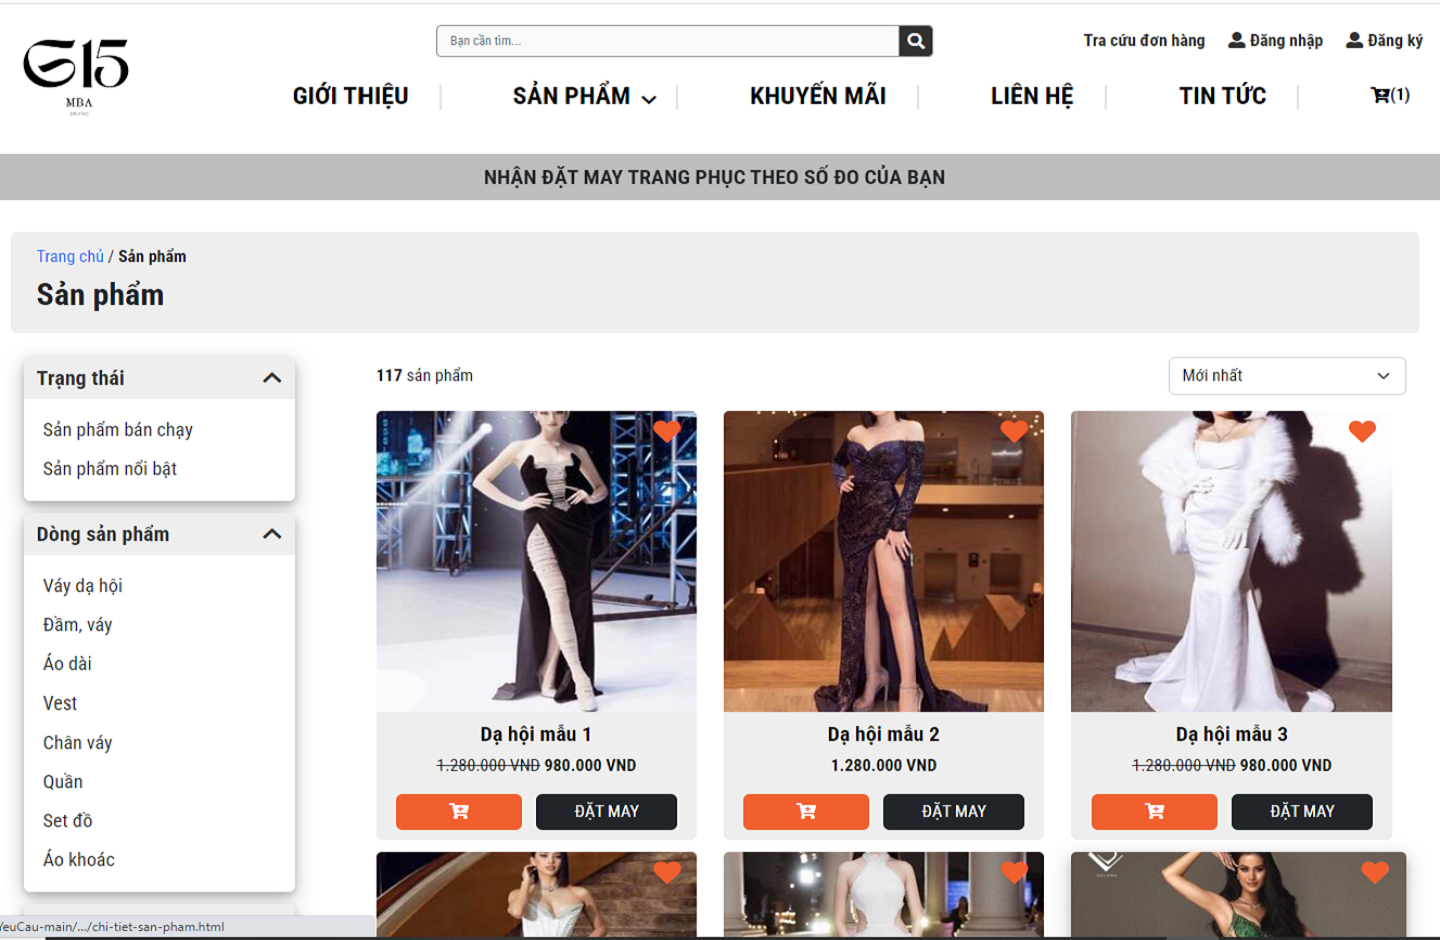 G15
MBA
Bạn cần tìm...
Tra cứu đơn hàng
Đăng nhập
Đăng ký
GIỚI THIỆU
SẢN PHẨM
KHUYẾN MÃI
LIÊN HỆ
TIN TỨC
(1)
NHẬN ĐẶT MAY TRANG PHỤC THEO SỐ ĐO CỦA BẠN
Trang chủ / Sản phẩm
Sản phẩm
Trạng thái
Sản phẩm bán chạy
Sản phẩm nổi bật
Dòng sản phẩm
Váy dạ hội
Đầm, váy
Áo dài
Vest
Chân váy
Quần
Set đồ
Áo khoác
117 sản phẩm
Mới nhất
Dạ hội mẫu 1
1.280.000 VND 980.000 VND
ĐẶT MAY
Dạ hội mẫu 2
1.280.000 VND
ĐẶT MAY
Dạ hội mẫu 3
1.280.000 VND 980.000 VND
ĐẶT MAY
YeuCau-main/.../chi-tiet-san-pham.html